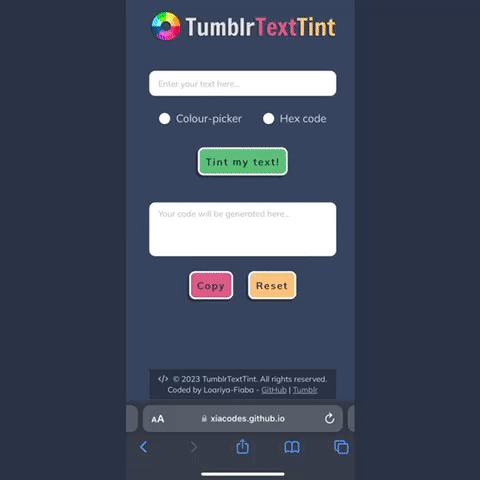 TumblrTextTint
Enter your text here...
Colour-picker Hex code
Tint my text!
Your code will be generated here...
Copy Reset
</> © 2023 TumblrTextTint. All rights reserved.
Coded by Loariya-Fiaba - GitHub | Tumblr
AA xiacodes.github.io